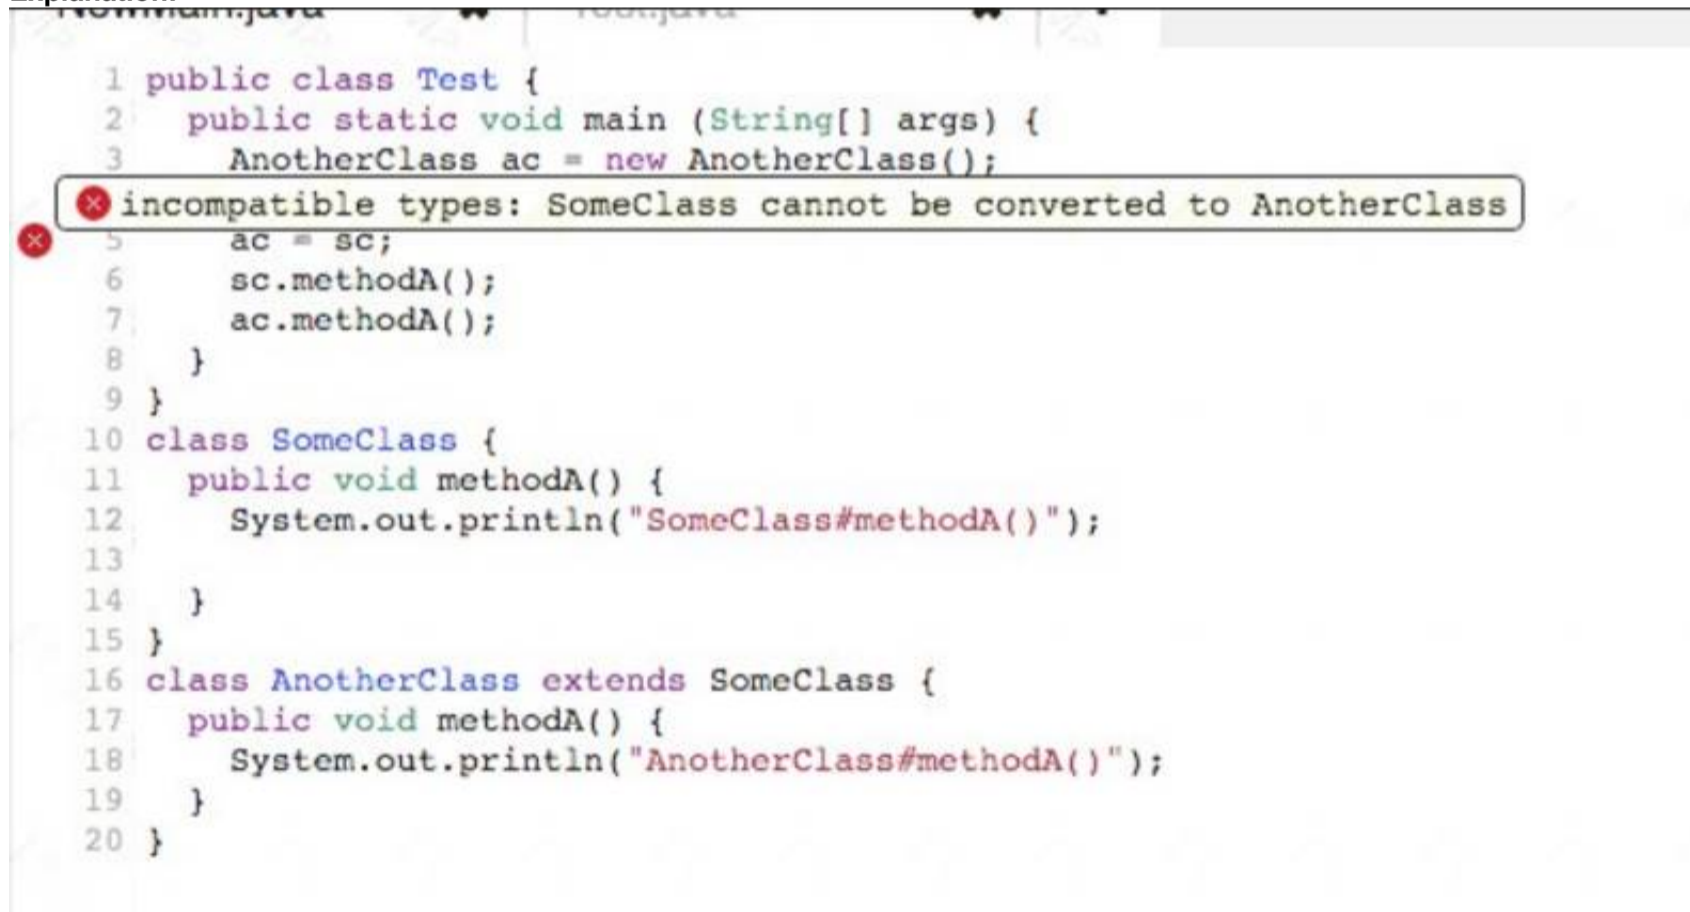 1 public class Test {
2 public static void main (String[] args) {
3 AnotherClass ac = new AnotherClass();
incompatible types: SomeClass cannot be converted to AnotherClass
5 ac = sc;
6 sc.methodA();
7 ac.methodA();
8 }
9 }
10 class SomeClass {
11 public void methodA() {
12 System.out.println("SomeClass#methodA()");
13
14 }
15 }
16 class AnotherClass extends SomeClass {
17 public void methodA() {
18 System.out.println("AnotherClass#methodA()");
19 }
20 }